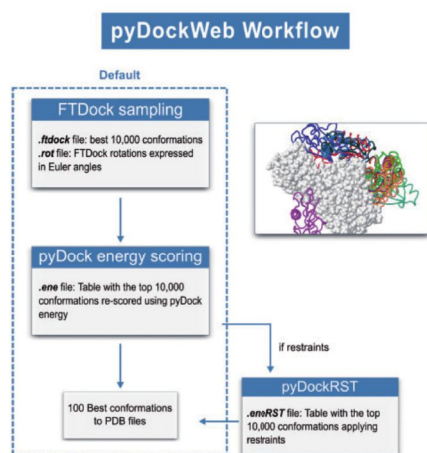 pyDockWeb Workflow
Default
FTDock sampling
.ftdock file: best 10,000 conformations
.rot file: FTDock rotations expressed
in Euler angles
pyDock energy scoring
.ene file: Table with the top 10,000
conformations re-scored using pyDock
energy
if restraints
pyDockRST
100 Best conformations
to PDB files
.eneRST file: Table with the top
10,000 conformations applying
restraints